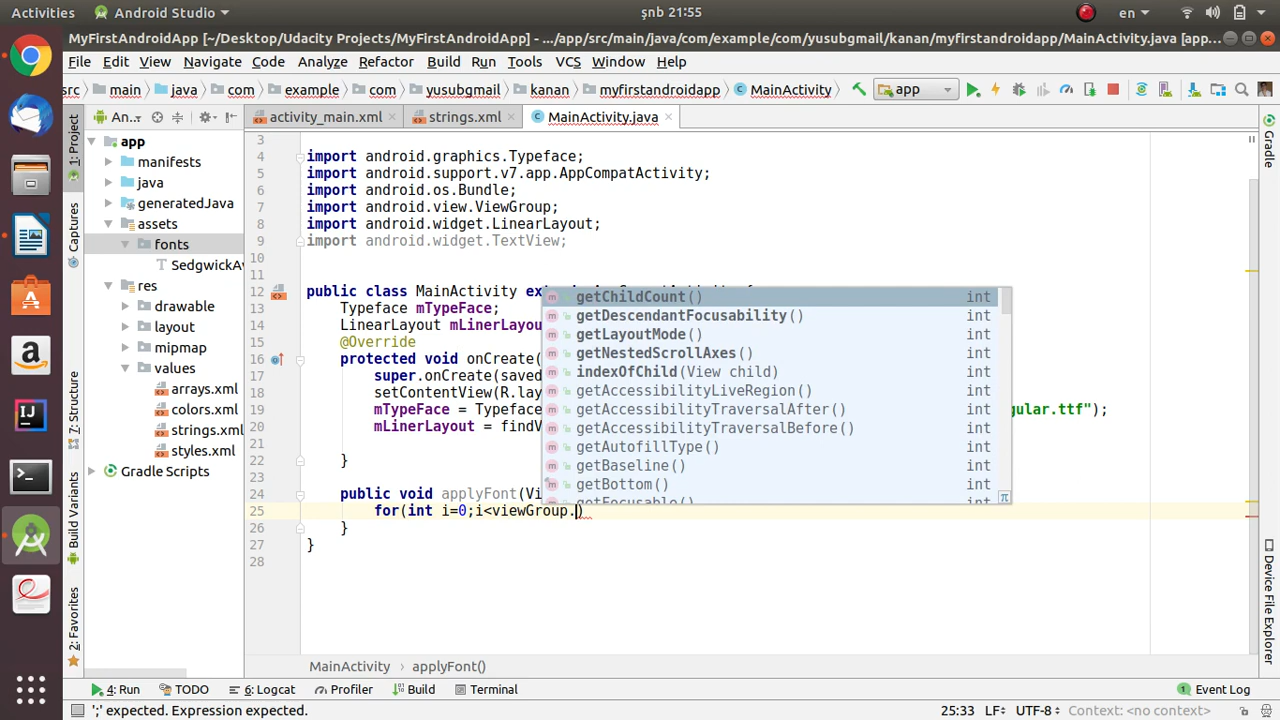 Activities Android Studio şnb 21:55 en
MyFirstAndroidApp [~/Desktop/Udacity Projects/MyFirstAndroidApp] - .../app/src/main/java/com/example/com/yusubgmail/kanan/myfirstandroidapp/MainActivity.java [app...
File Edit View Navigate Code Analyze Refactor Build Run Tools VCS Window Help
src main java com example com yusubgmail kanan myfirstandroidapp MainActivity app
1: Project
Captures
7: Structure
Build Variants
2: Favorites
An...
app
manifests
java
generatedJava
assets
fonts
SedgwickAv
res
drawable
layout
mipmap
values
arrays.xml
colors.xml
strings.xml
styles.xml
Gradle Scripts
activity_main.xml strings.xml MainActivity.java
3
4 import android.graphics.Typeface;
5 import android.support.v7.app.AppCompatActivity;
6 import android.os.Bundle;
7 import android.view.ViewGroup;
8 import android.widget.LinearLayout;
9 import android.widget.TextView;
10
11
12 public class MainActivity
13 Typeface mTypeFace;
14 LinearLayout mLinerLayou
15 @Override
16 protected void onCreate(
17 super.onCreate(saved
18 setContentView(R.lay
19 mTypeFace = Typeface gular.ttf");
20 mLinerLayout = findV
21
22 }
23
24 public void applyFont(Vi
25 for(int i=0;i<viewGroup.)
26 }
27 }
28
getChildCount() int
getDescendantFocusability() int
getLayoutMode() int
getNestedScrollAxes() int
indexOfChild(View child) int
getAccessibilityLiveRegion() int
getAccessibilityTraversalAfter() int
getAccessibilityTraversalBefore() int
getAutofillType() int
getBaseline() int
getBottom() int
getFocusable() int
π
Gradle
Device File Explorer
MainActivity applyFont()
4: Run TODO 6: Logcat Profiler Build Terminal 1 Event Log
';' expected. Expression expected. 25:33 LF UTF-8 Context: <no context>